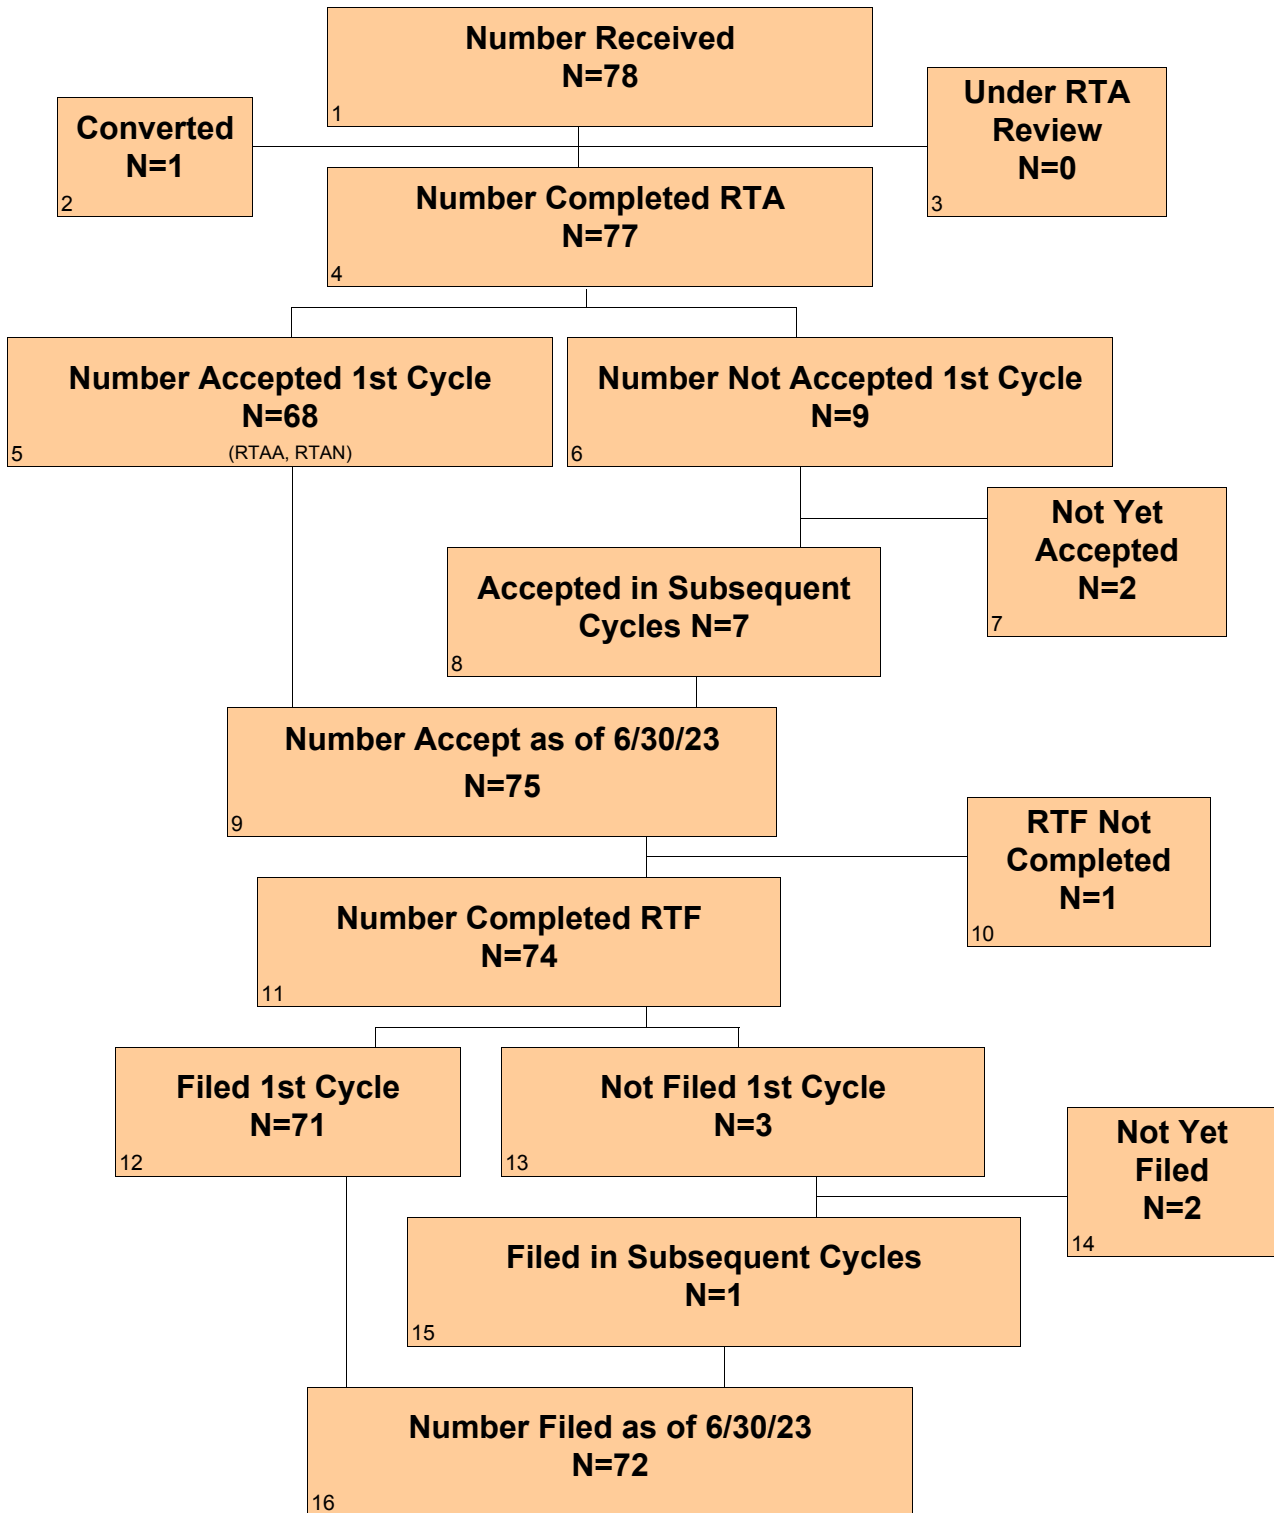 Number Received
N=78
1
Converted
N=1
2
Under RTA
Review
N=0
3
Number Completed RTA
N=77
4
Number Accepted 1st Cycle
N=68
(RTAA, RTAN)
5
Number Not Accepted 1st Cycle
N=9
6
Not Yet
Accepted
N=2
7
Accepted in Subsequent
Cycles N=7
8
Number Accept as of 6/30/23
N=75
9
RTF Not
Completed
N=1
10
Number Completed RTF
N=74
11
Filed 1st Cycle
N=71
12
Not Filed 1st Cycle
N=3
13
Not Yet
Filed
N=2
14
Filed in Subsequent Cycles
N=1
15
Number Filed as of 6/30/23
N=72
16